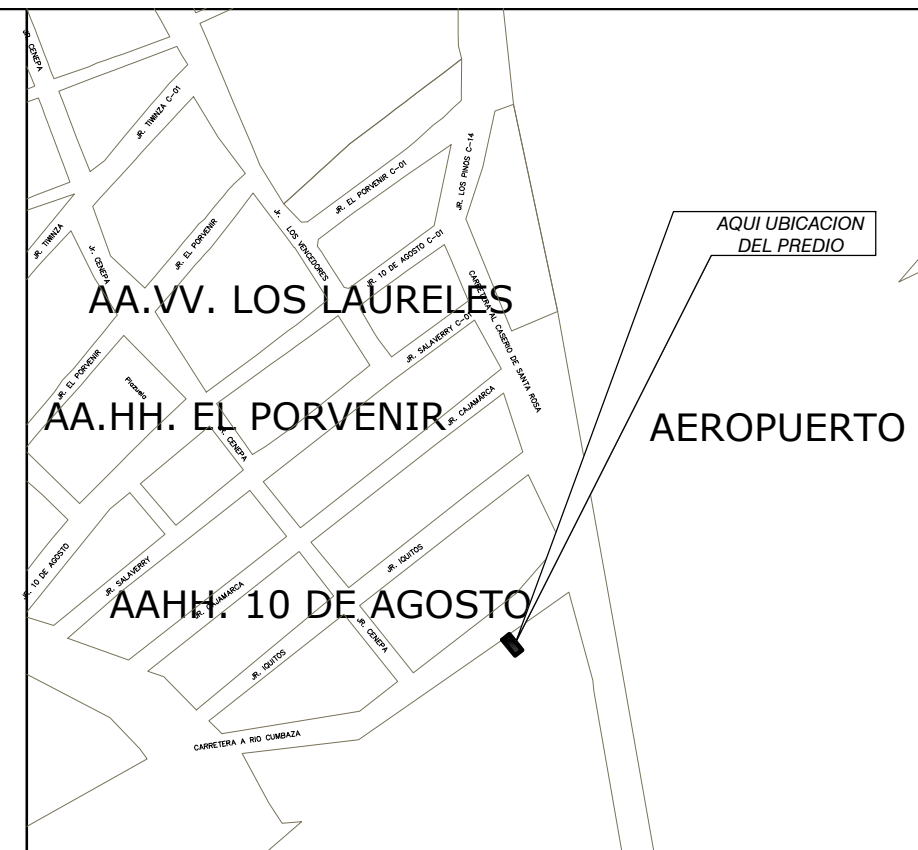 JR. CENEPA
JR. TIWINZA C-01
JR. EL PORVENIR C-01
JR. LOS PINOS C-14
JR. TIWINZA
Jr. CENEPA
JR. EL PORVENIR
Jr. LOS VENCEDORES
JR. 10 DE AGOSTO C-01
AQUI UBICACION
DEL PREDIO
AA.VV. LOS LAURELES
CARRETERA AL CASERIO DE SANTA ROSA
JR. SALAVERRY C-01
JR. EL PORVENIR
Plazuela
AA.HH. EL PORVENIR
JR. CENEPA
JR. CAJAMARCA
AEROPUERTO
JR. 10 DE AGOSTO
JR. SALAVERRY
JR. IQUITOS
AAHH. 10 DE AGOSTO
JR. CAJAMARCA
JR. CENEPA
JR. IQUITOS
CARRETERA A RIO CUMBAZA